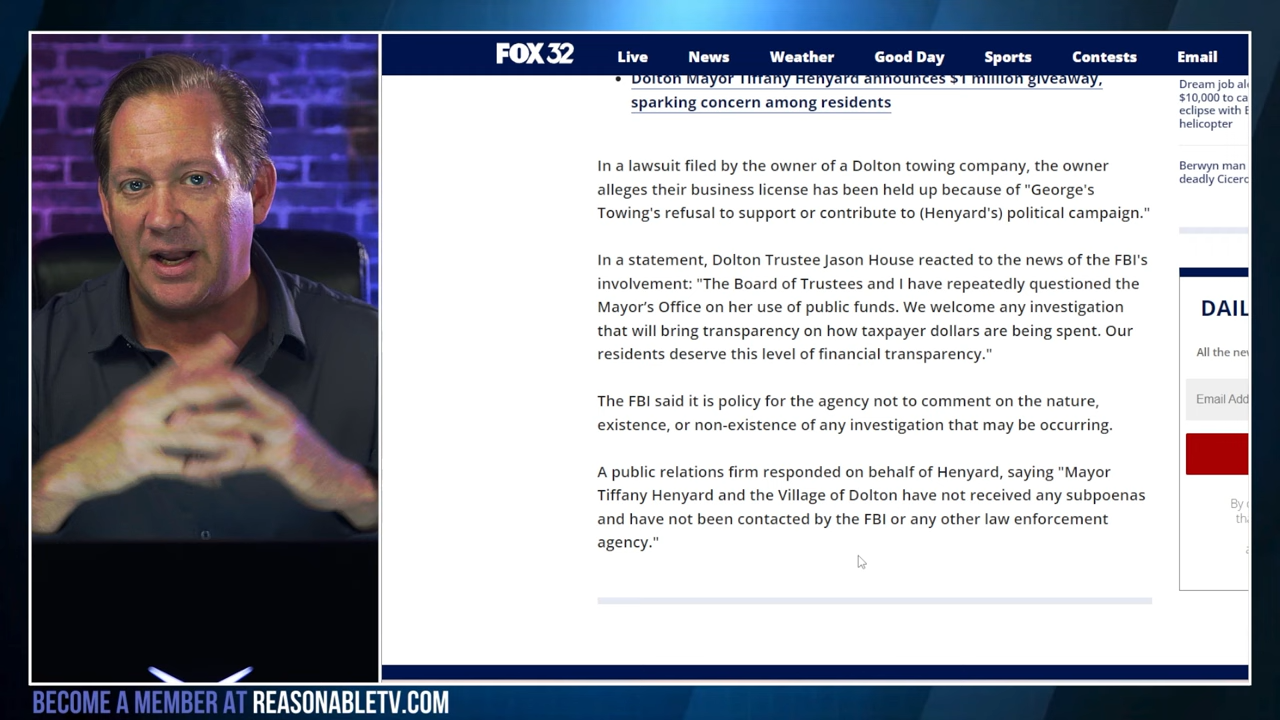 FOX 32 Live News Weather Good Day Sports Contests Email
• Dolton Mayor Tiffany Henyard announces $1 million giveaway,
sparking concern among residents
In a lawsuit filed by the owner of a Dolton towing company, the owner
alleges their business license has been held up because of "George's
Towing's refusal to support or contribute to (Henyard's) political campaign."
In a statement, Dolton Trustee Jason House reacted to the news of the FBI's
involvement: "The Board of Trustees and I have repeatedly questioned the
Mayor's Office on her use of public funds. We welcome any investigation
that will bring transparency on how taxpayer dollars are being spent. Our
residents deserve this level of financial transparency."
The FBI said it is policy for the agency not to comment on the nature,
existence, or non-existence of any investigation that may be occurring.
A public relations firm responded on behalf of Henyard, saying "Mayor
Tiffany Henyard and the Village of Dolton have not received any subpoenas
and have not been contacted by the FBI or any other law enforcement
agency."
Dream job
$10,000 to
eclipse with
helicopter
Berwyn man
deadly
DAIL
All the
Email
By
BECOME A MEMBER AT REASONABLETV.COM